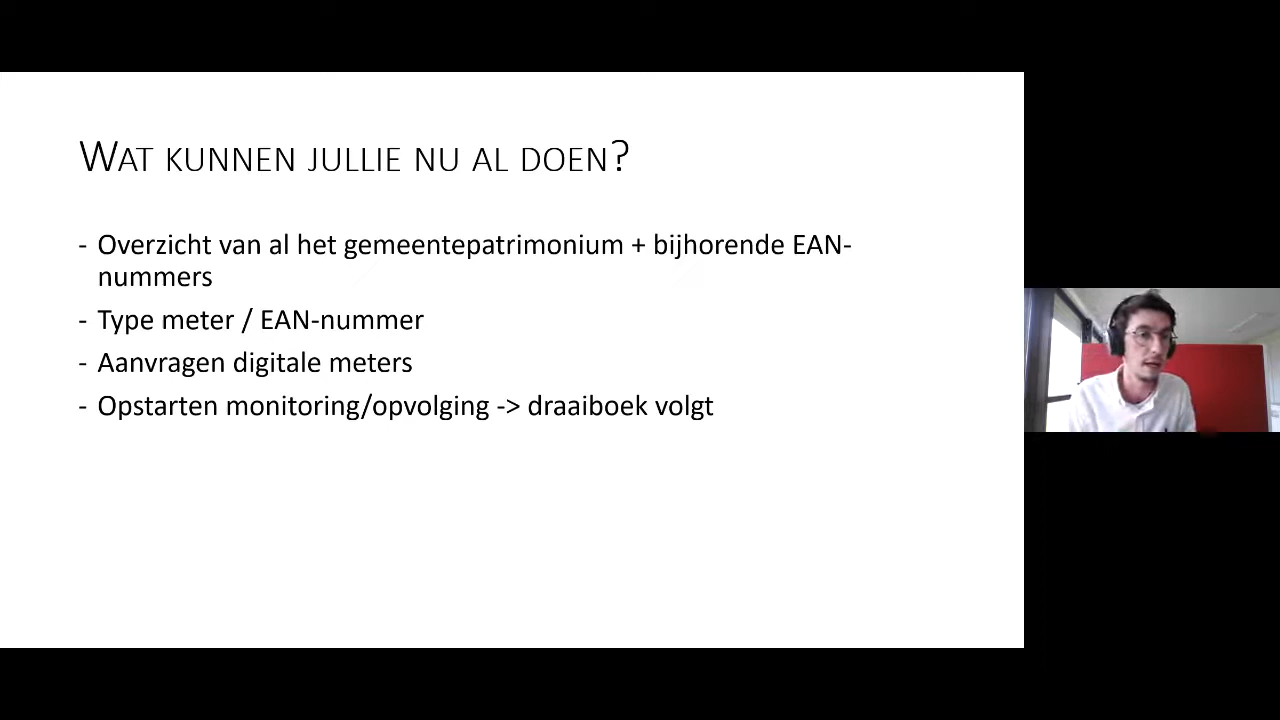 Wat kunnen jullie nu al doen?
- Overzicht van al het gemeentepatrimonium + bijhorende EAN-
nummers
- Type meter / EAN-nummer
- Aanvragen digitale meters
- Opstarten monitoring/opvolging -> draaiboek volgt